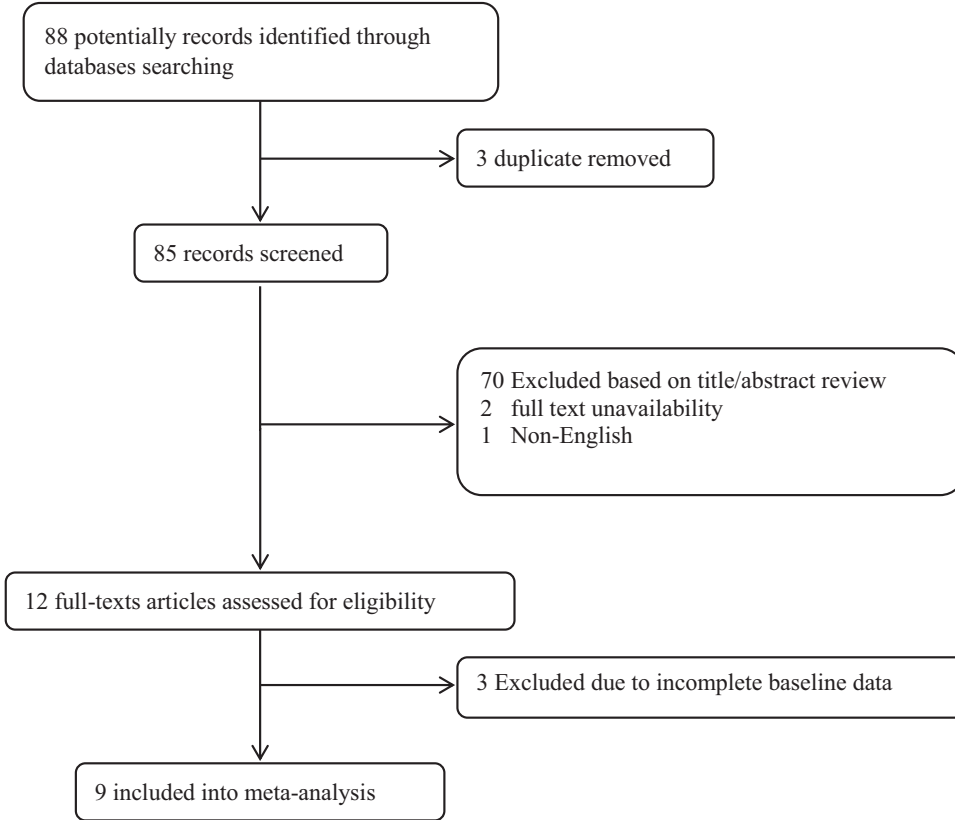 88 potentially records identified through
databases searching
3 duplicate removed
85 records screened
70 Excluded based on title/abstract review
2 full text unavailability
1 Non-English
12 full-texts articles assessed for eligibility
3 Excluded due to incomplete baseline data
9 included into meta-analysis